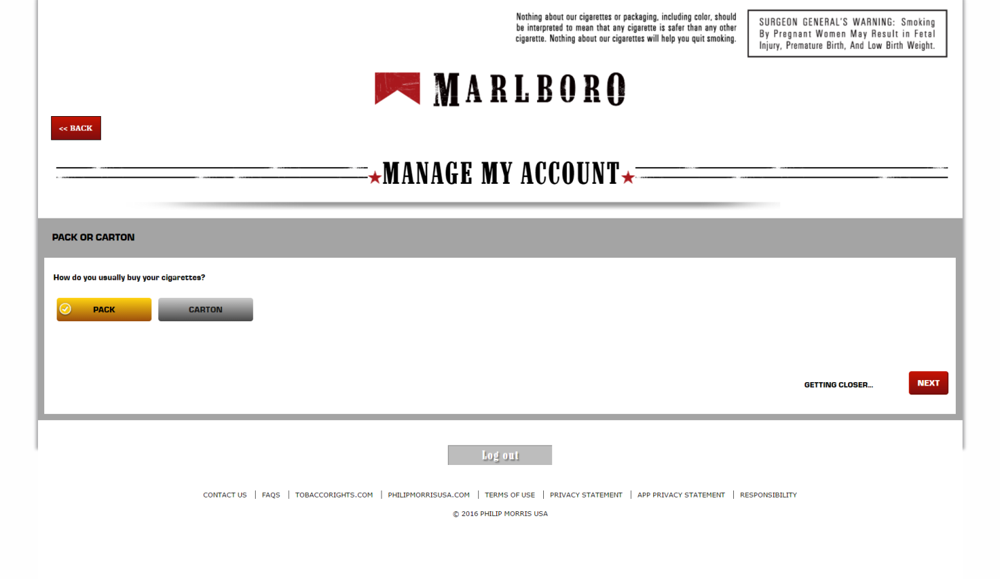 Nothing about our cigarettes or packaging, including color, should
be interpreted to mean that any cigarette is safer than any other
cigarette. Nothing about our cigarettes will help you quit smoking.
SURGEON GENERAL'S WARNING: Smoking
By Pregnant Women May Result in Fetal
Injury, Premature Birth, And Low Birth Weight.
MARLBORO
<< BACK
MANAGE MY ACCOUNT
PACK OR CARTON
How do you usually buy your cigarettes?
PACK CARTON
GETTING CLOSER... NEXT
Log out
CONTACT US | FAQS | TOBACCORIGHTS.COM | PHILIPMORRISUSA.COM | TERMS OF USE | PRIVACY STATEMENT | APP PRIVACY STATEMENT | RESPONSIBILITY
© 2016 PHILIP MORRIS USA